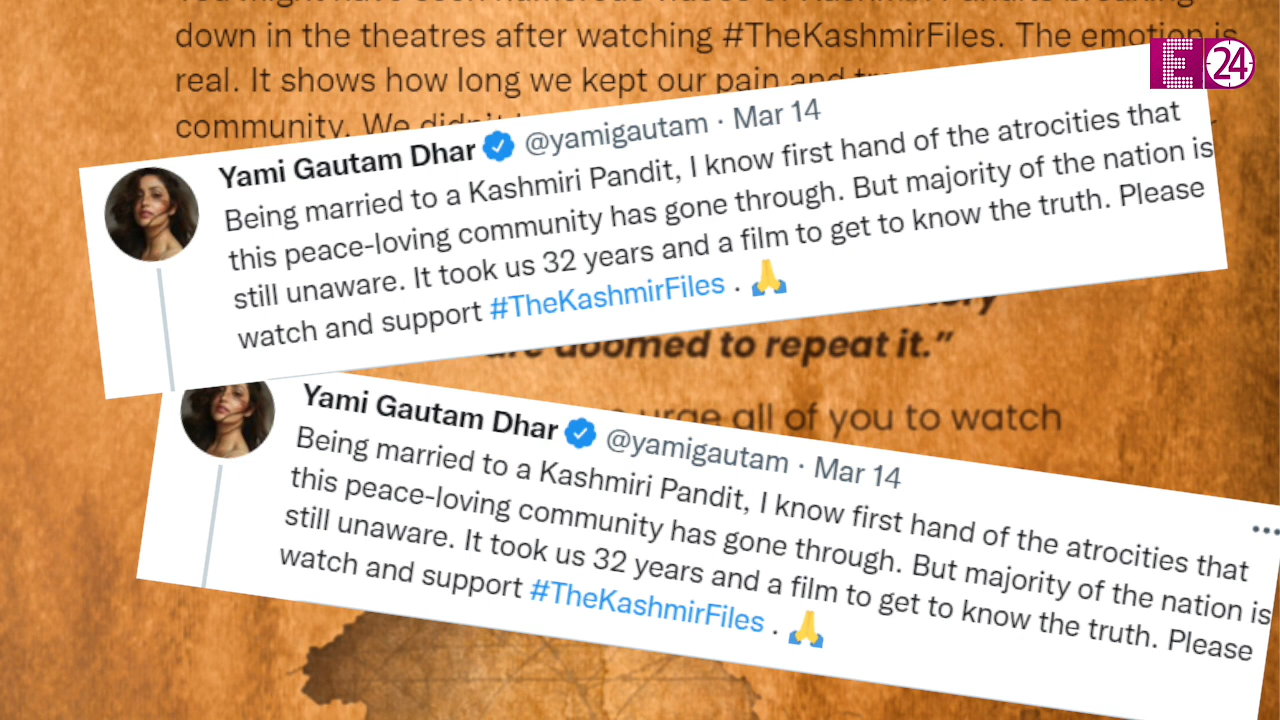 down in the theatres after watching #TheKashmirFiles. The emotion is
real. It shows how long we kept our pain and
community. We didn't
E 24
Yami Gautam Dhar @yamigautam · Mar 14
Being married to a Kashmiri Pandit, I know first hand of the atrocities that
this peace-loving community has gone through. But majority of the nation is
still unaware. It took us 32 years and a film to get to know the truth. Please
watch and support #TheKashmirFiles . 🙏
doomed to repeat it.”
urge all of you to watch
Yami Gautam Dhar @yamigautam · Mar 14
Being married to a Kashmiri Pandit, I know first hand of the atrocities that
this peace-loving community has gone through. But majority of the nation is
still unaware. It took us 32 years and a film to get to know the truth. Please
watch and support #TheKashmirFiles . 🙏